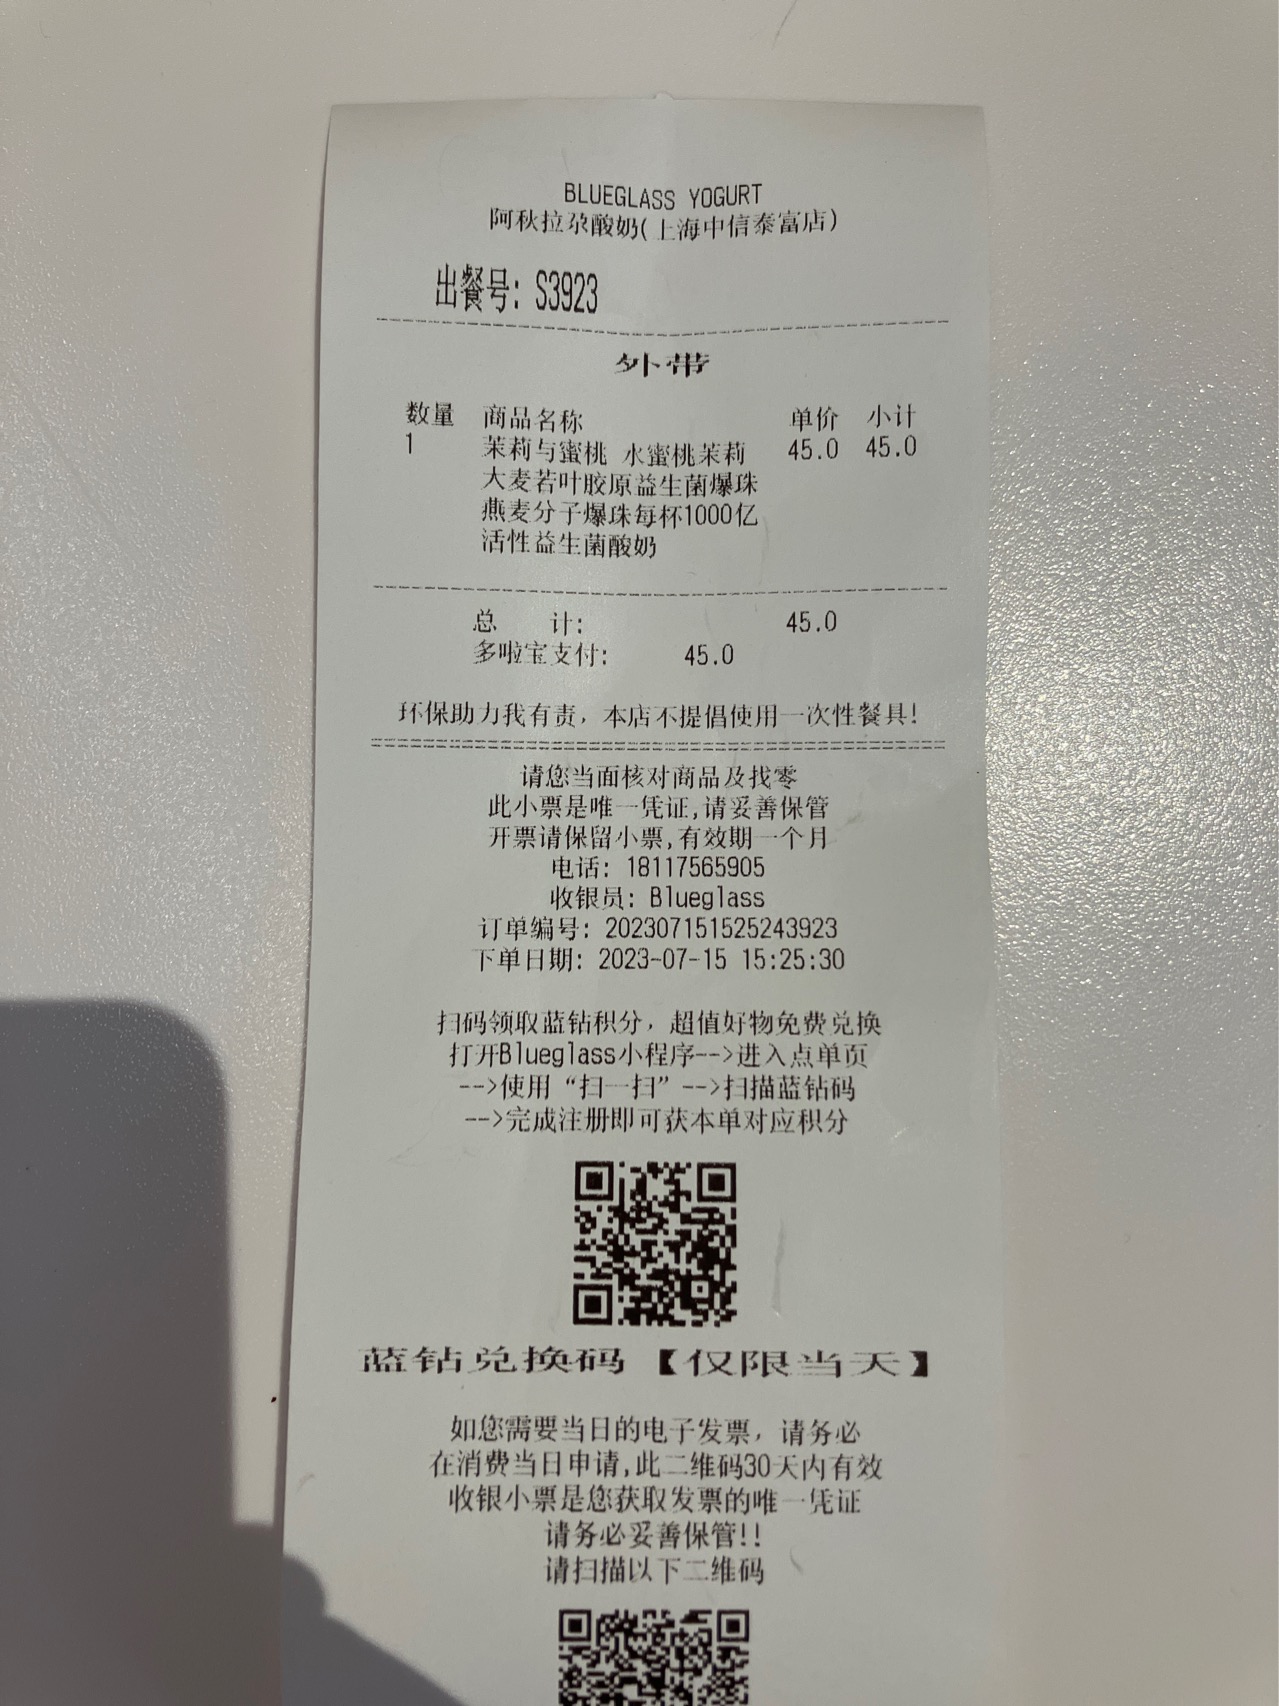 BLUEGLASS YOGURT
阿秋拉尕酸奶(上海中信泰富店)
出餐号: S3923
外带
数量 商品名称 单价 小计
1 茉莉与蜜桃 水蜜桃茉莉 45.0 45.0
大麦若叶胶原益生菌爆珠
燕麦分子爆珠每杯1000亿
活性益生菌酸奶
总 计: 45.0
多啦宝支付: 45.0
环保助力我有责，本店不提倡使用一次性餐具!
请您当面核对商品及找零
此小票是唯一凭证,请妥善保管
开票请保留小票,有效期一个月
电话: 18117565905
收银员: Blueglass
订单编号: 202307151525243923
下单日期: 2023-07-15 15:25:30
扫码领取蓝钻积分，超值好物免费兑换
打开Blueglass小程序-->进入点单页
-->使用“扫一扫”-->扫描蓝钻码
-->完成注册即可获本单对应积分
蓝钻兑换码【仅限当天】
如您需要当日的电子发票，请务必
在消费当日申请,此二维码30天内有效
收银小票是您获取发票的唯一凭证
请务必妥善保管!!
请扫描以下二维码